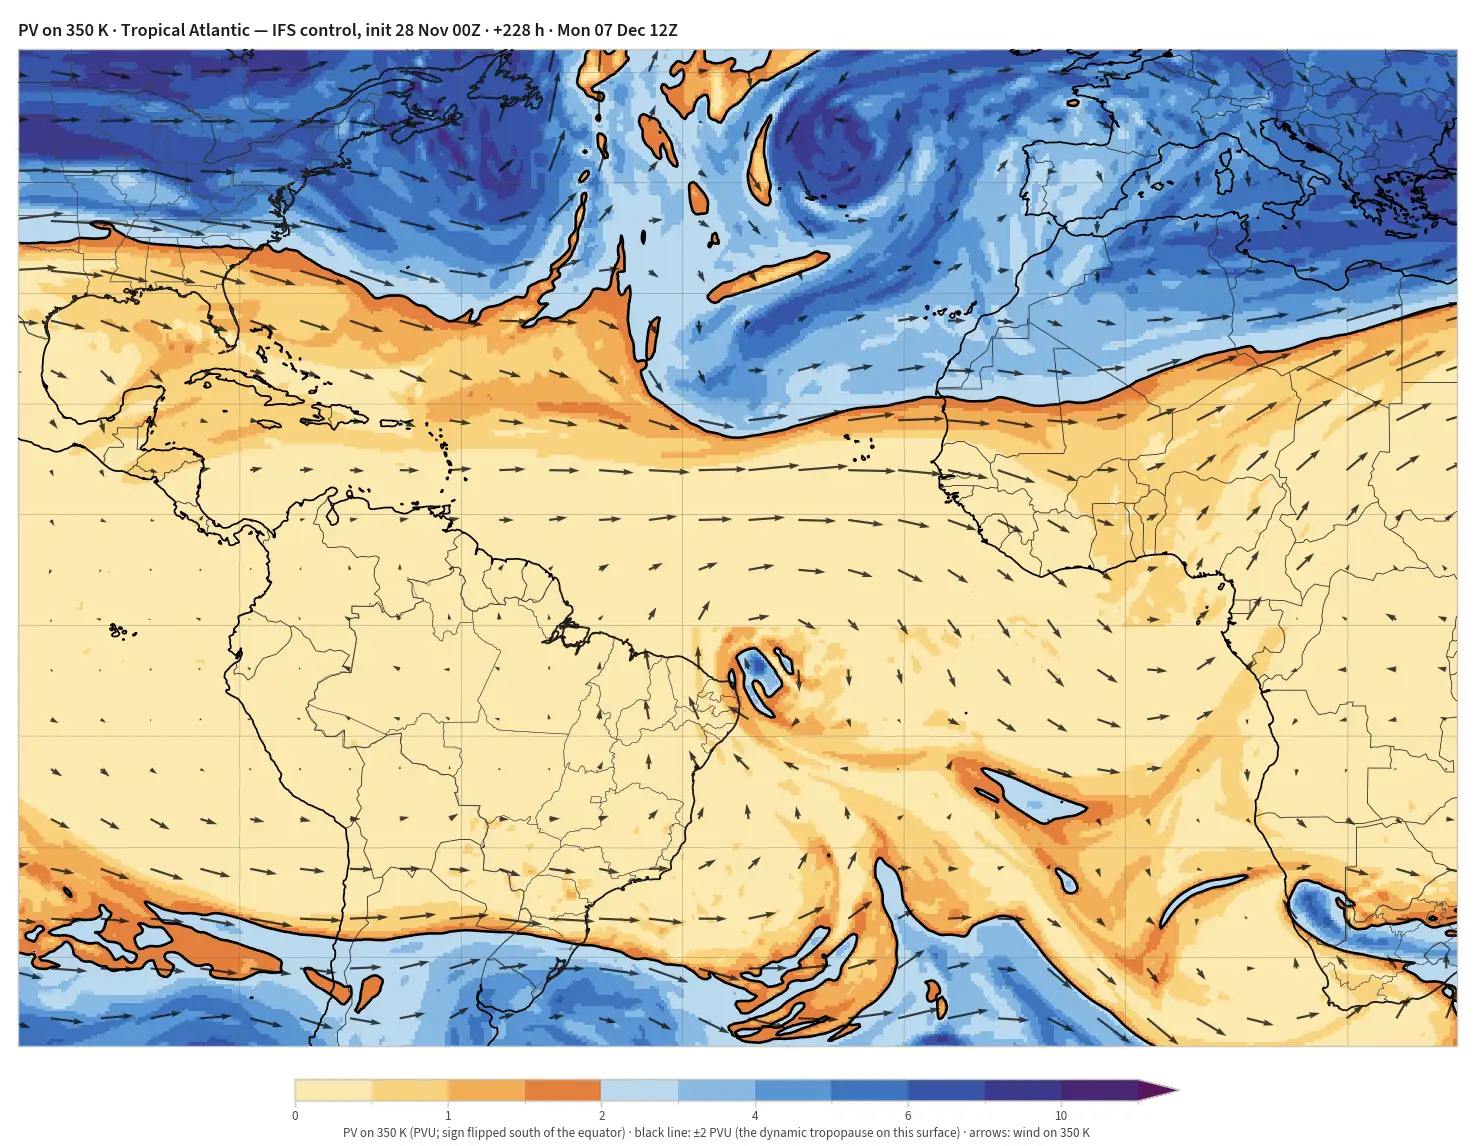 PV on 350 K · Tropical Atlantic — IFS control, init 28 Nov 00Z · +228 h · Mon 07 Dec 12Z
0 1 2 4 6 10
PV on 350 K (PVU; sign flipped south of the equator) · black line: ±2 PVU (the dynamic tropopause on this surface) · arrows: wind on 350 K